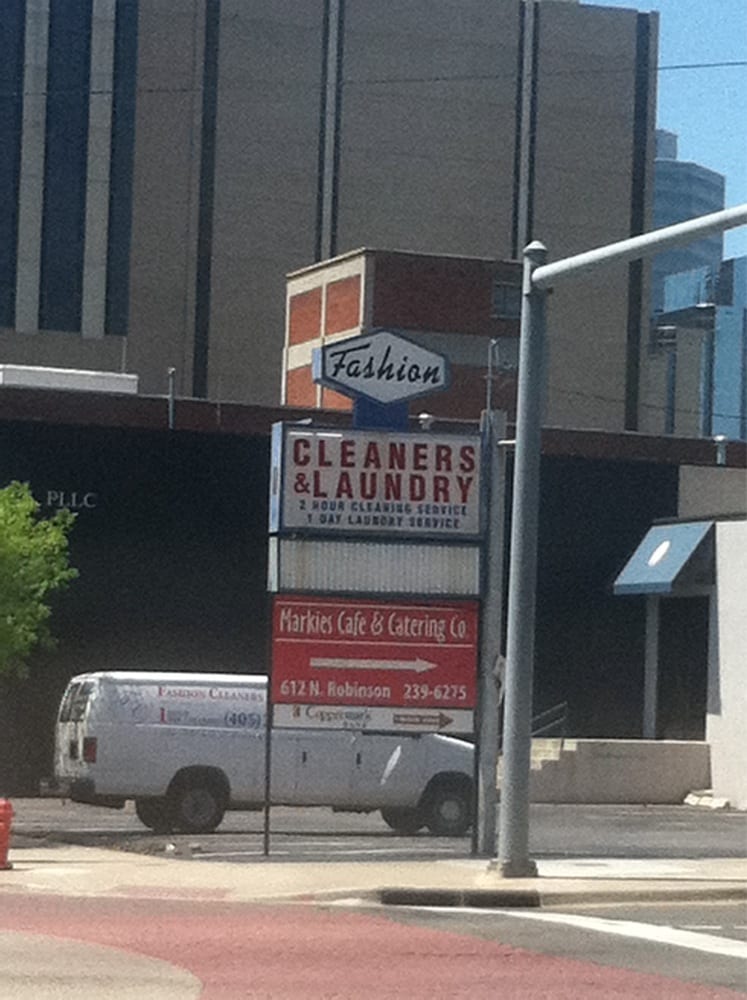 Fashion
CLEANERS
& LAUNDRY
2 HOUR CLEANING SERVICE
1 DAY LAUNDRY SERVICE
PLLC
Markies Cafe & Catering Co
612 N. Robinson 239-6275
FASHION CLEANERS
1
(405)